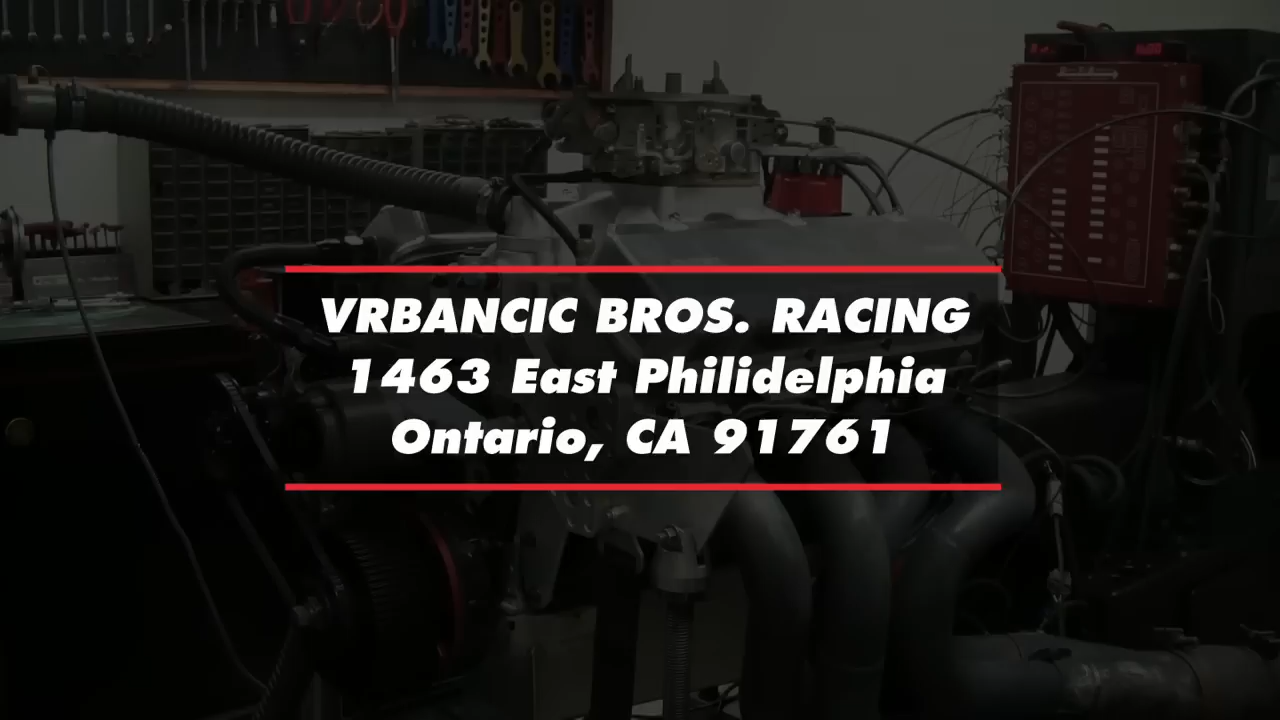 VRBANCIC BROS. RACING
1463 East Philidelphia
Ontario, CA 91761